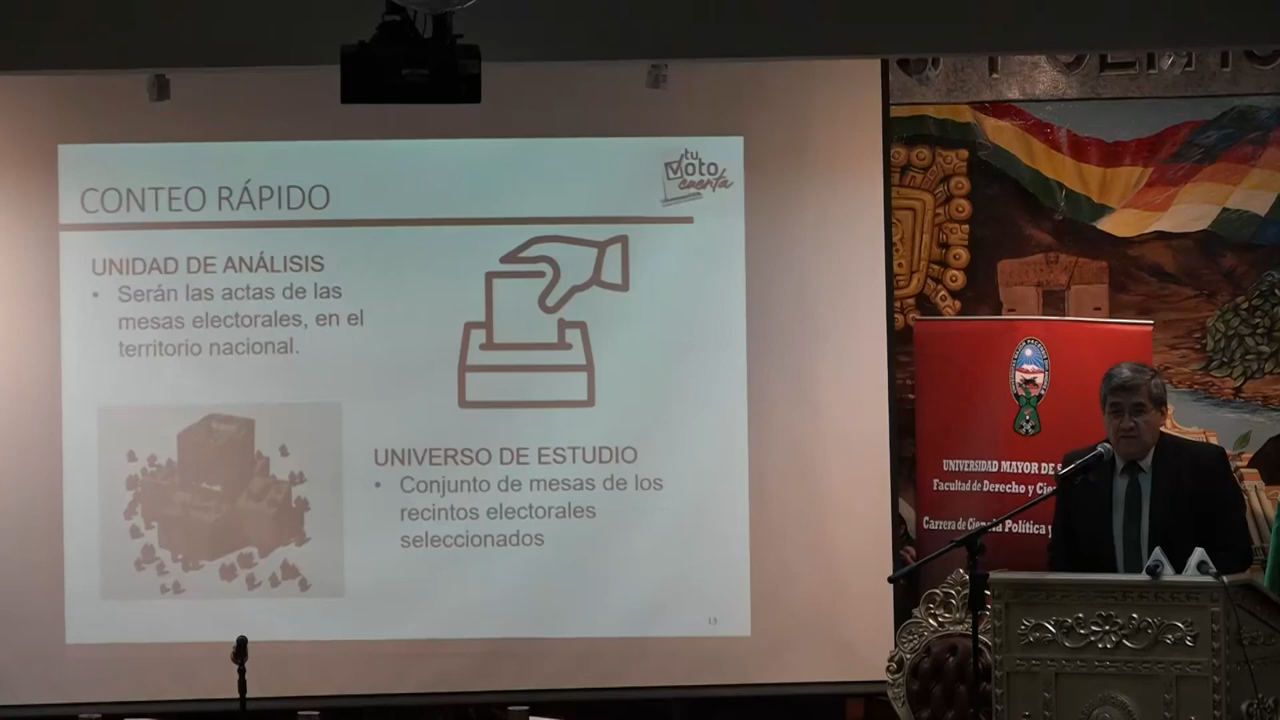 tu
Voto
cuenta
CONTEO RÁPIDO
UNIDAD DE ANÁLISIS
• Serán las actas de las
mesas electorales, en el
territorio nacional.
UNIVERSO DE ESTUDIO
• Conjunto de mesas de los
recintos electorales
seleccionados
13
UNIVERSIDAD MAYOR DE S
Facultad de Derecho y Cie
Carrera de Ciencia Política y